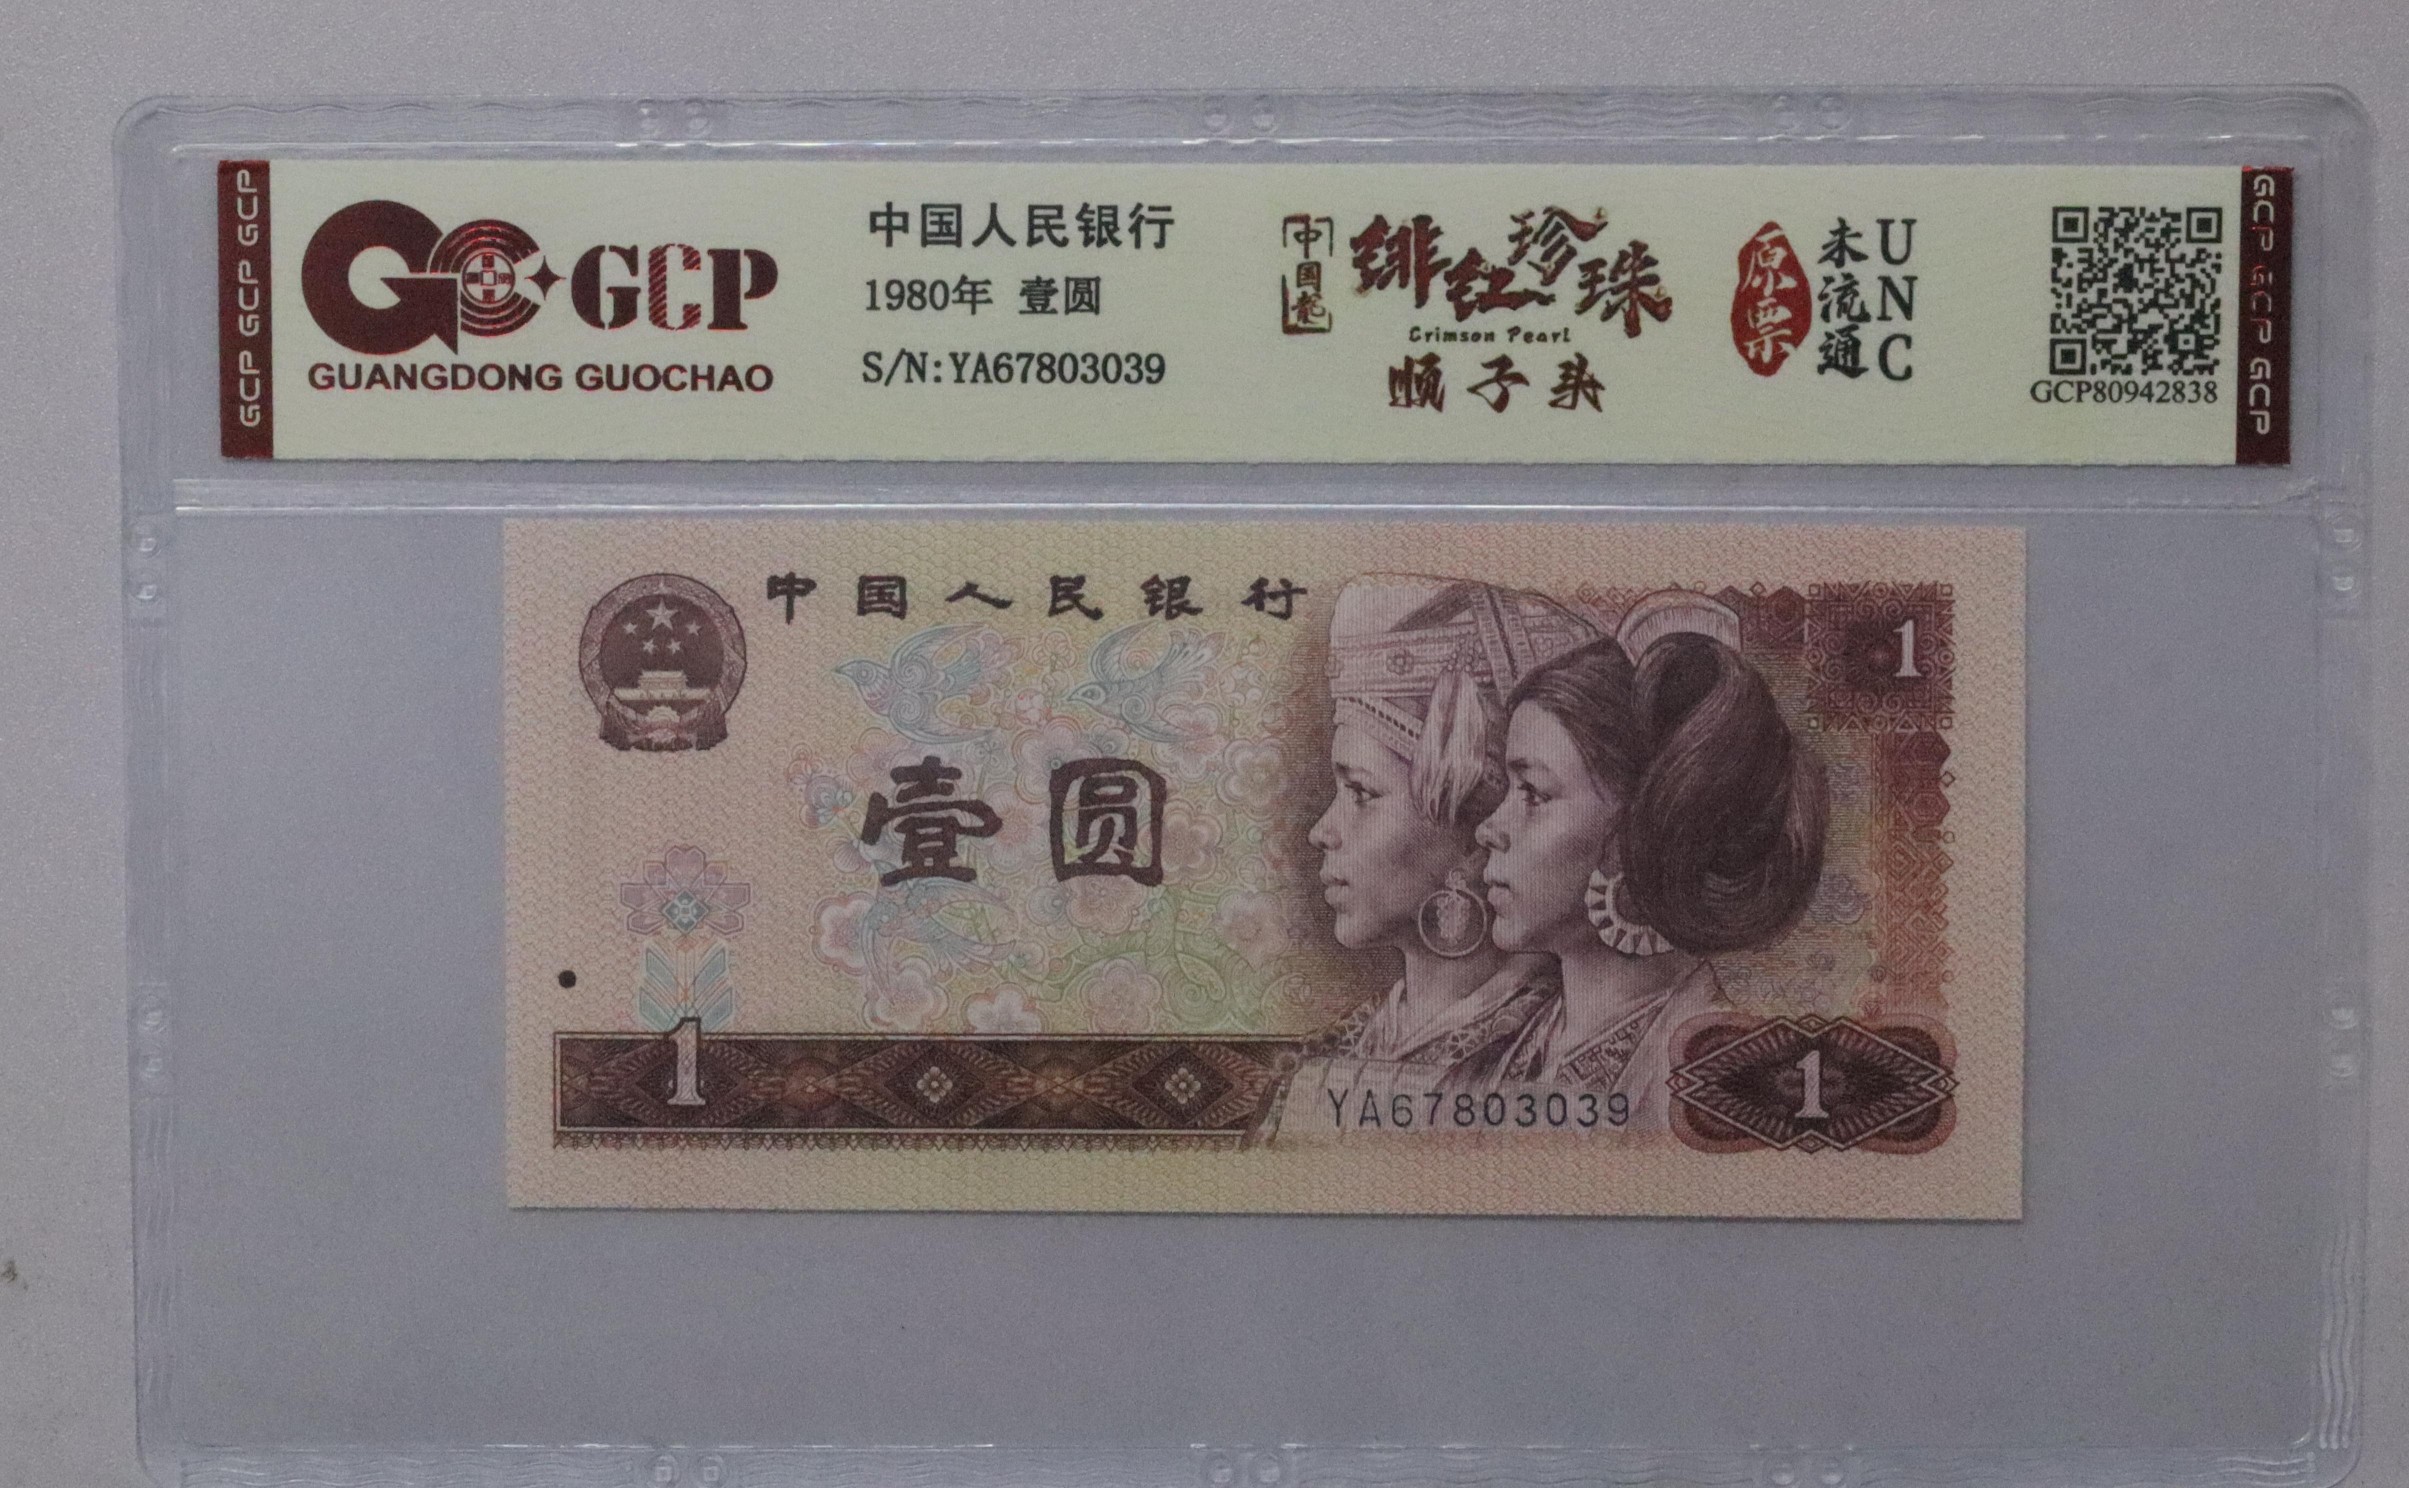 GCP GCP GCP
GCP
GUANGDONG GUOCHAO
中国人民银行
1980年 壹圆
S/N:YA67803039
中国龍
绯红珍珠
Crimson Pearl
顺子号
原票
未流通
UNC
GCP80942838
GCP GCP GCP
中国人民银行
1
壹圆
1
YA67803039
1